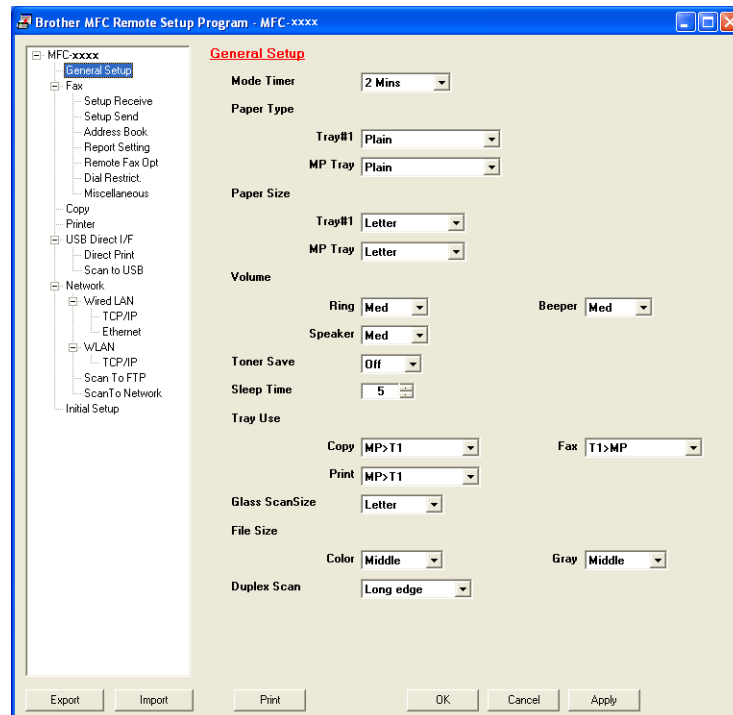 Brother MFC Remote Setup Program - MFC-xxxx
MFC-xxxx
General Setup
Fax
Setup Receive
Setup Send
Address Book
Report Setting
Remote Fax Opt
Dial Restrict.
Miscellaneous
Copy
Printer
USB Direct I/F
Direct Print
Scan to USB
Network
Wired LAN
TCP/IP
Ethernet
WLAN
TCP/IP
Scan To FTP
ScanTo Network
Initial Setup
General Setup
Mode Timer 2 Mins
Paper Type
Tray#1 Plain
MP Tray Plain
Paper Size
Tray#1 Letter
MP Tray Letter
Volume
Ring Med Beeper Med
Speaker Med
Toner Save Off
Sleep Time 5
Tray Use
Copy MP>T1 Fax T1>MP
Print MP>T1
Glass ScanSize Letter
File Size
Color Middle Gray Middle
Duplex Scan Long edge
Export Import Print OK Cancel Apply